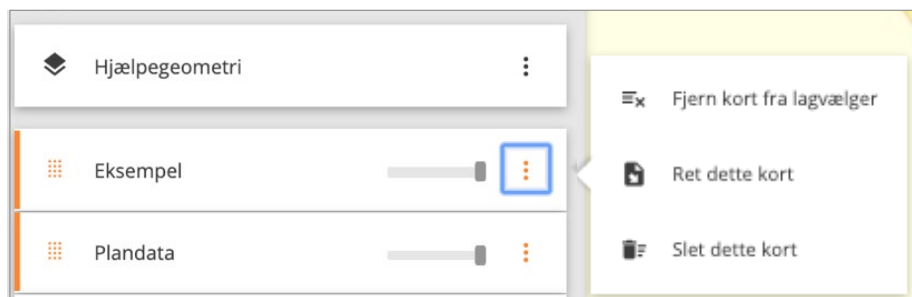 Hjælpegeometri
Fjern kort fra lagvælger
Eksempel
Ret dette kort
Plandata
Slet dette kort